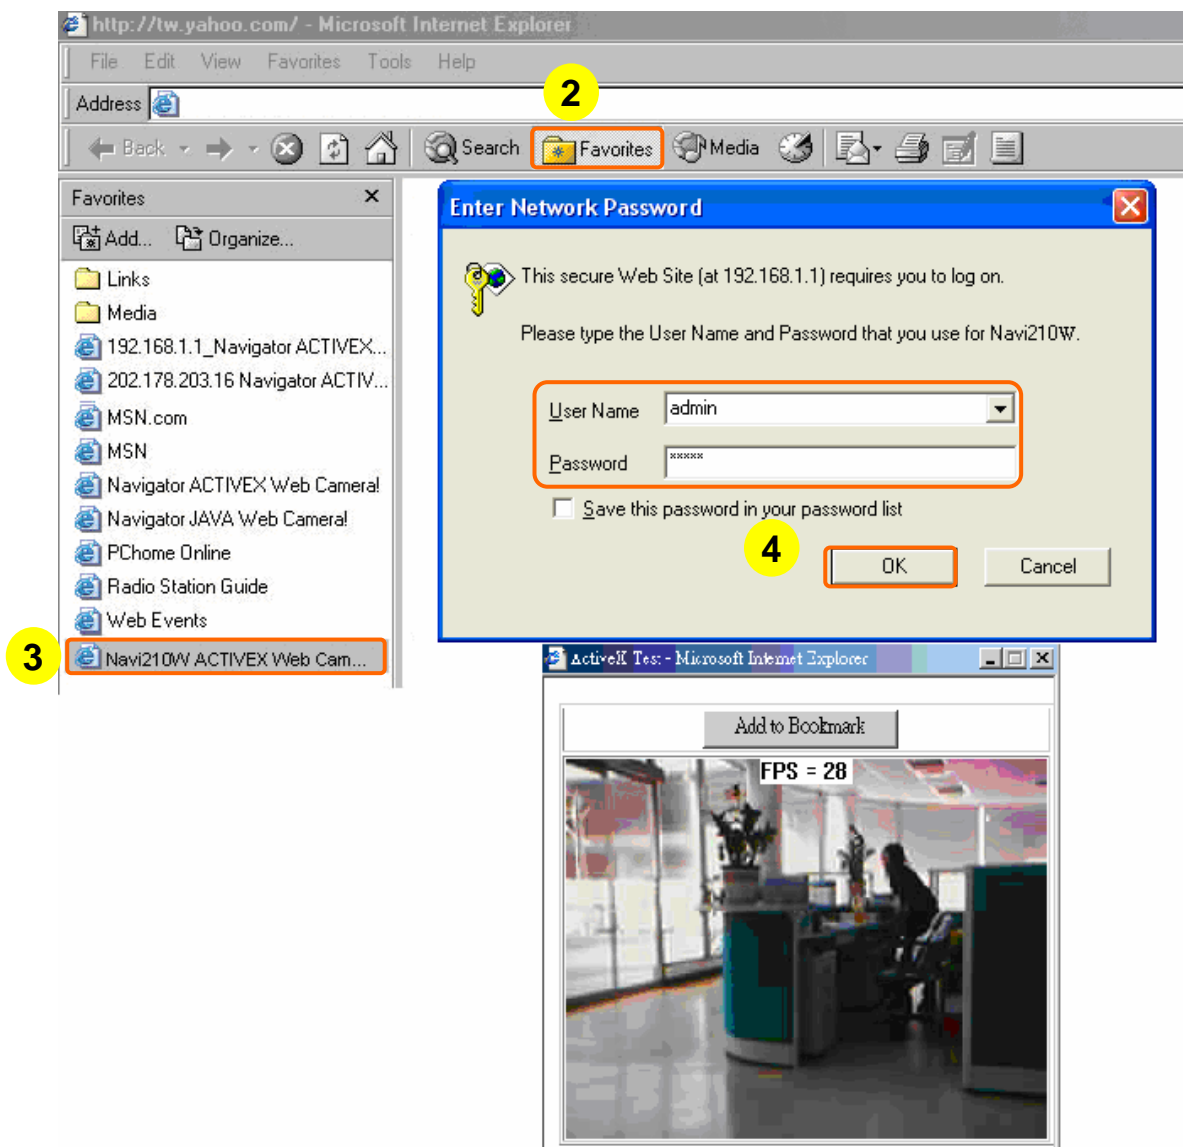 http://tw.yahoo.com/ - Microsoft Internet Explorer
File Edit View Favorites Tools Help
Address
2
Back Search Favorites Media
Favorites
Add... Organize...
Links
Media
192.168.1.1_Navigator ACTIVEX...
202.178.203.16 Navigator ACTIV...
MSN.com
MSN
Navigator ACTIVEX Web Camera!
Navigator JAVA Web Camera!
PChome Online
Radio Station Guide
Web Events
3
Navi210W ACTIVEX Web Cam...
Enter Network Password
This secure Web Site (at 192.168.1.1) requires you to log on.
Please type the User Name and Password that you use for Navi210W.
User Name admin
Password xxxxx
Save this password in your password list
4
OK Cancel
ActiveX Test - Microsoft Internet Explorer
Add to Bookmark
FPS = 28